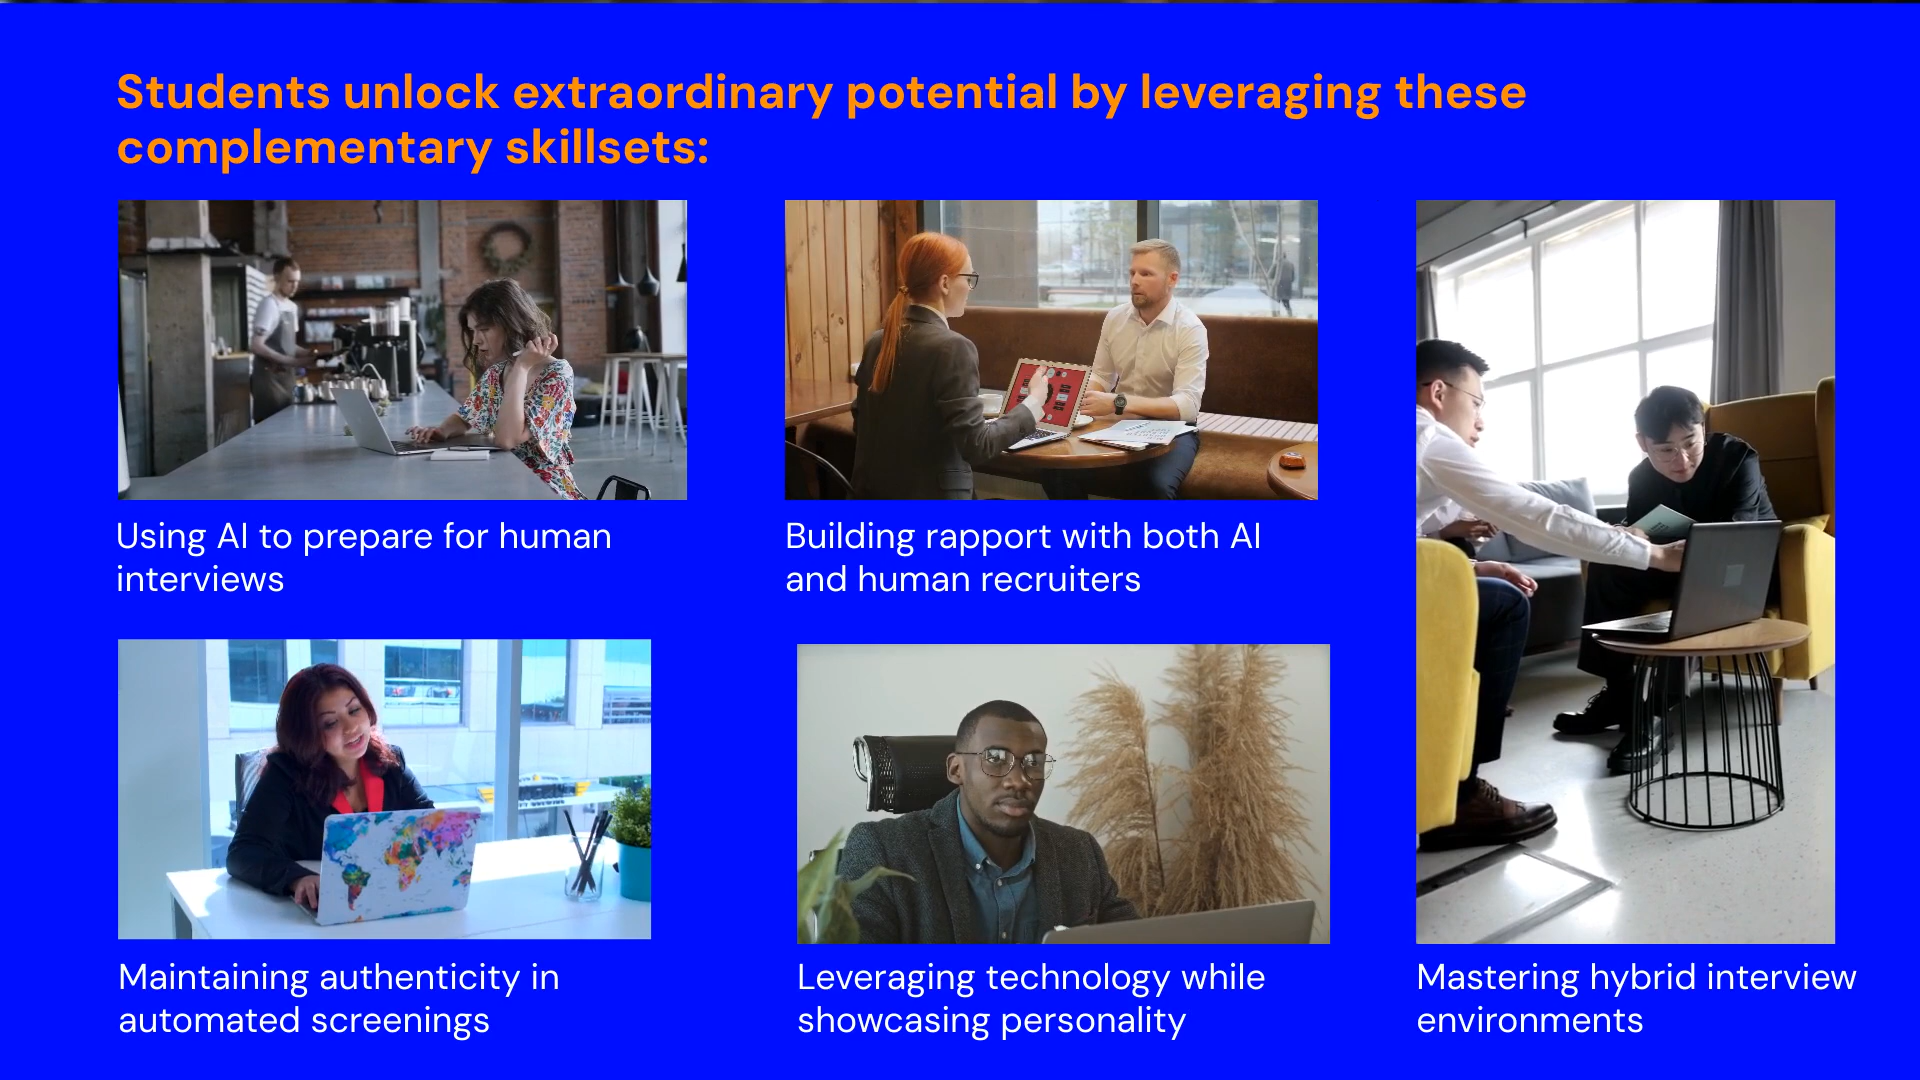 Students unlock extraordinary potential by leveraging these
complementary skillsets:
Using AI to prepare for human
interviews
Building rapport with both AI
and human recruiters
Maintaining authenticity in
automated screenings
Leveraging technology while
showcasing personality
Mastering hybrid interview
environments